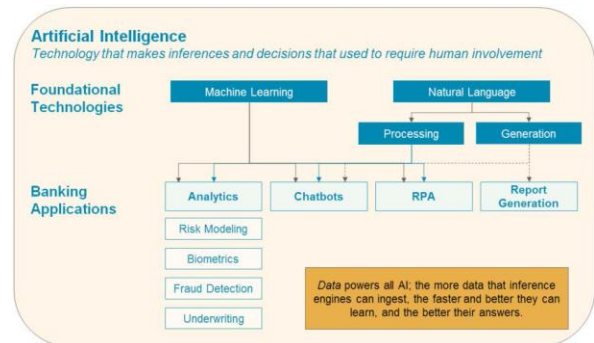 Artificial Intelligence
Technology that makes inferences and decisions that used to require human involvement
Foundational
Technologies
Machine Learning
Natural Language
Processing
Generation
Banking
Applications
Analytics
Chatbots
RPA
Report
Generation
Risk Modeling
Biometrics
Fraud Detection
Underwriting
Data powers all AI; the more data that inference
engines can ingest, the faster and better they can
learn, and the better their answers.